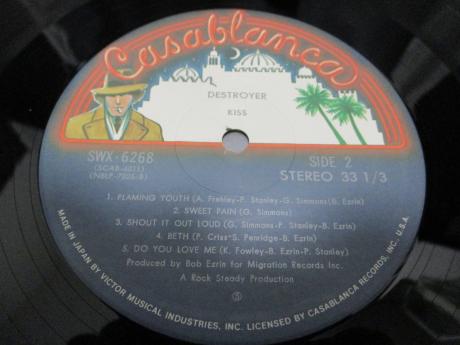 Casablanca
DESTROYER
KISS
SWX-6268
(SCAB-6011)
(NBLP-7025-B)
SIDE 2
STEREO 33 1/3
1. FLAMING YOUTH (A. Frehley-P. Stanley-G. Simmons-B. Ezrin)
2. SWEET PAIN (G. Simmons)
3. SHOUT IT OUT LOUD (G. Simmons-P. Stanley-B. Ezrin)
4. BETH (P. Criss-S. Penridge-B. Ezrin)
5. DO YOU LOVE ME (K. Fowley-B. Ezrin-P. Stanley)
Produced by Bob Ezrin for Migration Records Inc.
A Rock Steady Production
S
MADE IN JAPAN BY VICTOR MUSICAL INDUSTRIES, INC. LICENSED BY CASABLANCA RECORDS, INC. U.S.A.